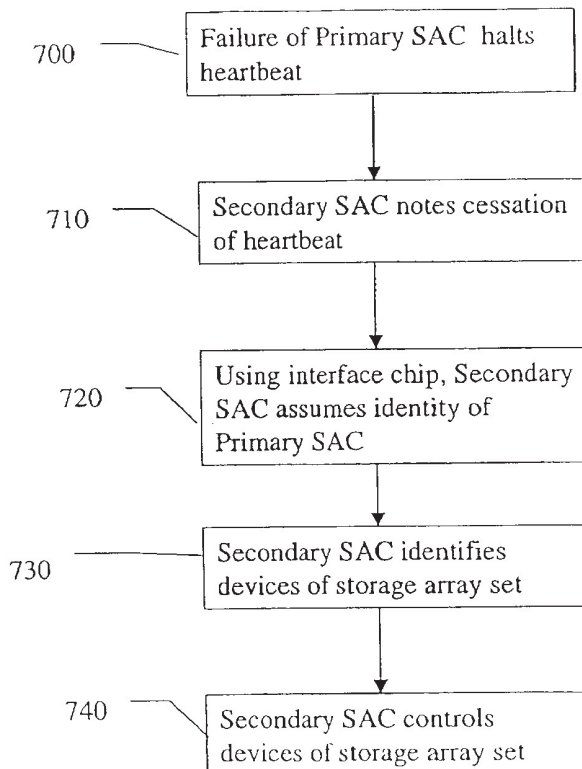 700
Failure of Primary SAC halts
heartbeat
710
Secondary SAC notes cessation
of heartbeat
720
Using interface chip, Secondary
SAC assumes identity of
Primary SAC
730
Secondary SAC identifies
devices of storage array set
740
Secondary SAC controls
devices of storage array set